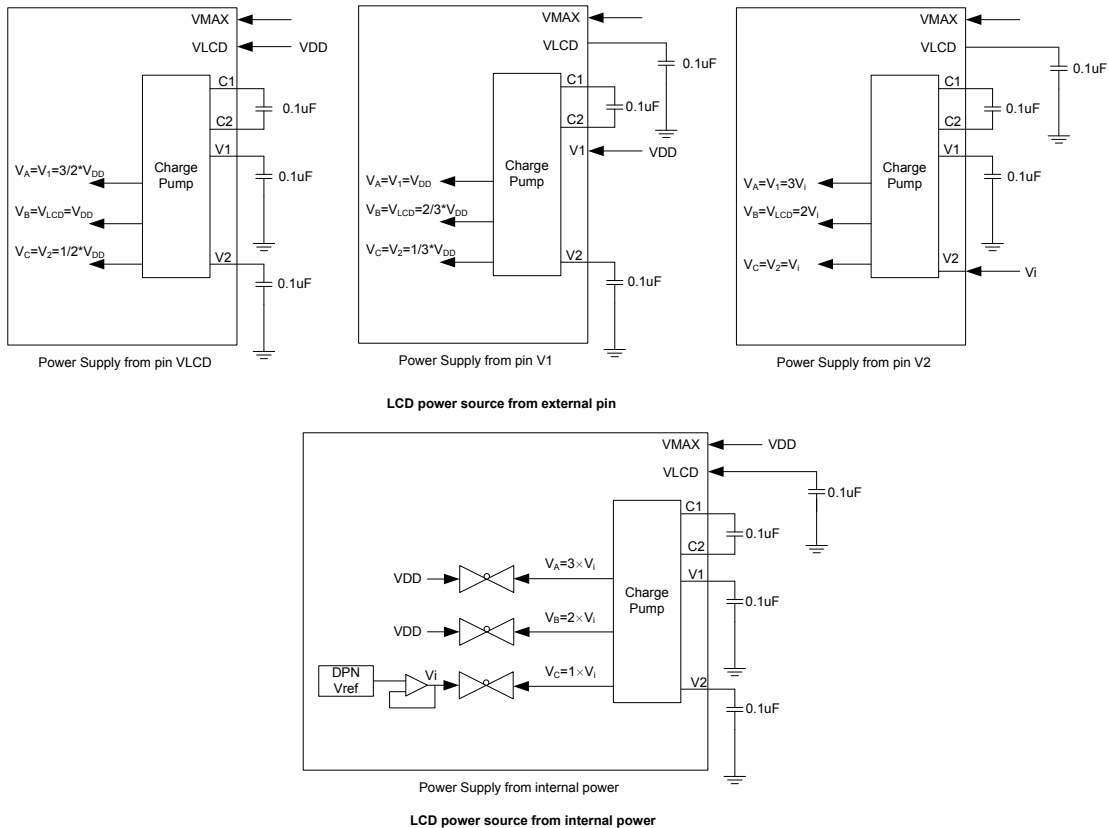 VMAX
VLCD
VDD
C1
0.1uF
C2
V1
Charge
Pump
0.1uF
VA=V1=3/2*VDD
VB=VLCD=VDD
VC=V2=1/2*VDD
V2
0.1uF
Power Supply from pin VLCD
VMAX
VLCD
0.1uF
C1
0.1uF
C2
V1
VDD
Charge
Pump
VA=V1=VDD
VB=VLCD=2/3*VDD
VC=V2=1/3*VDD
V2
0.1uF
Power Supply from pin V1
VMAX
VLCD
0.1uF
C1
0.1uF
C2
V1
Charge
Pump
0.1uF
VA=V1=3Vi
VB=VLCD=2Vi
VC=V2=Vi
V2
Vi
Power Supply from pin V2
LCD power source from external pin
VMAX
VDD
VLCD
0.1uF
C1
0.1uF
C2
VDD
VA=3×Vi
V1
Charge
Pump
0.1uF
VDD
VB=2×Vi
DPN
Vref
Vi
VC=1×Vi
V2
0.1uF
Power Supply from internal power
LCD power source from internal power